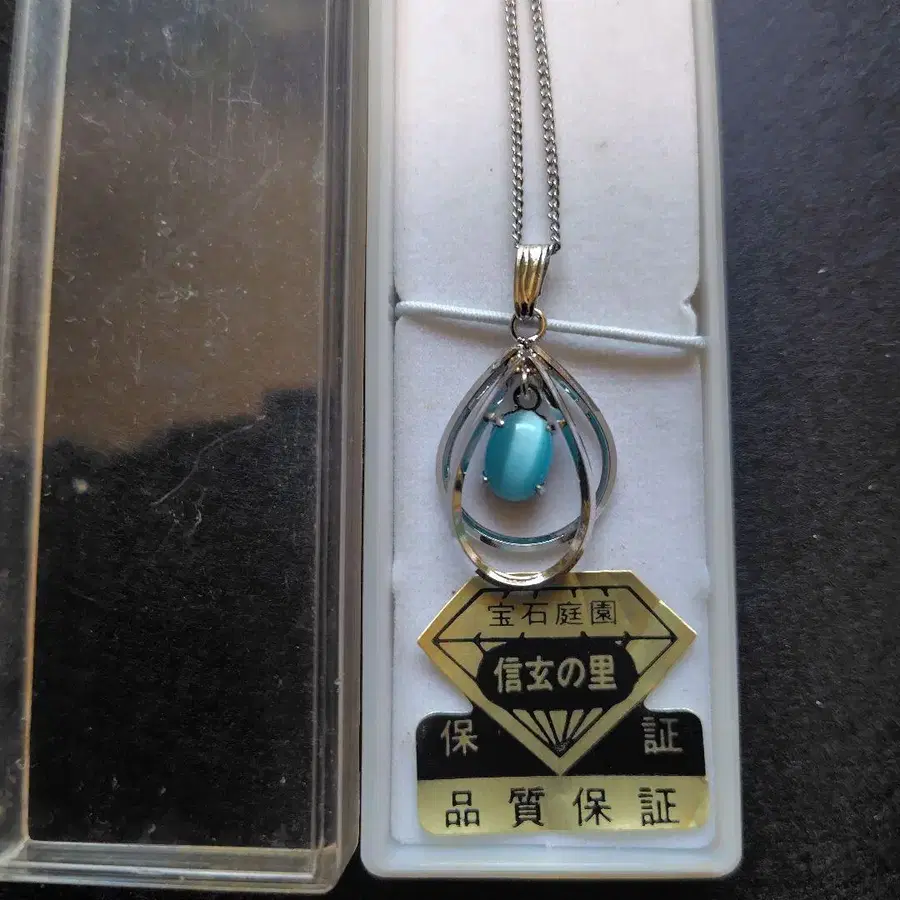 宝石庭園
信玄の里
保 証
品質保証